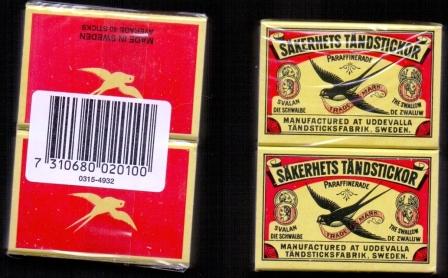 MADE IN SWEDEN
AVERAGE 40 STICKS
7 310680 020100
0315-4932
SÄKERHETS TÄNDSTICKOR
PARAFFINERADE
TRADE MARK
SVALAN
DIE SCHWALBE
THE SWALLOW
DE ZWALUW
MANUFACTURED AT UDDEVALLA
TÄNDSTICKSFABRIK. SWEDEN.
SÄKERHETS TÄNDSTICKOR
PARAFFINERADE
TRADE MARK
SVALAN
DIE SCHWALBE
THE SWALLOW
DE ZWALUW
MANUFACTURED AT UDDEVALLA
TÄNDSTICKSFABRIK. SWEDEN.